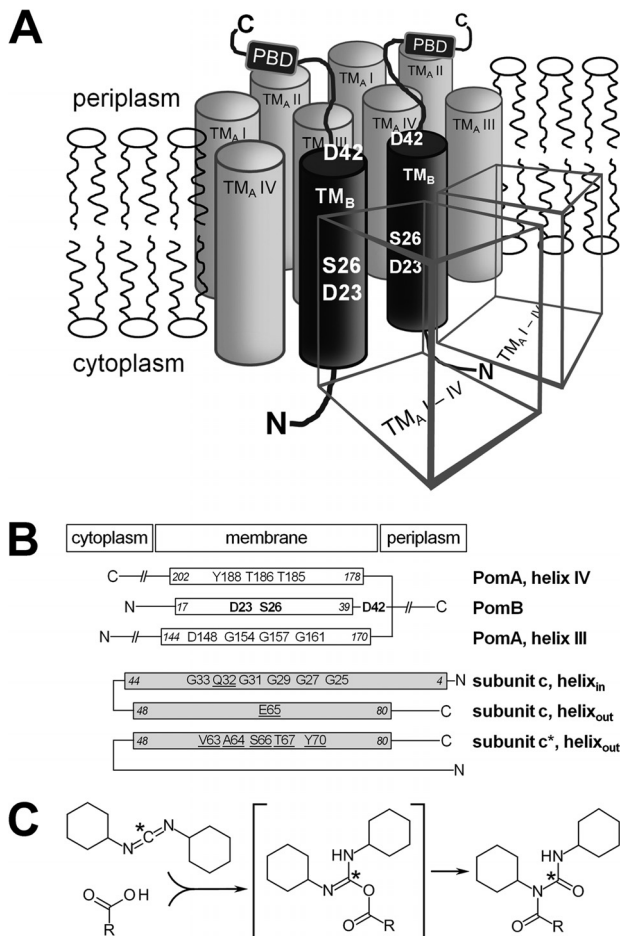 A
C
PBD
C
PBD
TMA I
TMA II
TMA II
periplasm
TMA I
TMA III
TMA IV
TMA III
D42
D42
TMA IV
TMB
TMB
S26
D23
S26
D23
cytoplasm
N
N
TMA I – IV
TMA I – IV
B
cytoplasm membrane periplasm
C 202 Y188 T186 T185 178 PomA, helix IV
N 17 D23 S26 39 D42 C PomB
N 144 D148 G154 G157 G161 170 PomA, helix III
44 G33 Q32 G31 G29 G27 G25 4 N subunit c, helixin
48 E65 80 C subunit c, helixout
48 V63 A64 S66 T67 Y70 80 C subunit c*, helixout
N
C
* N C N
O OH
R
HN
N * O
O R
HN
N * O
O R